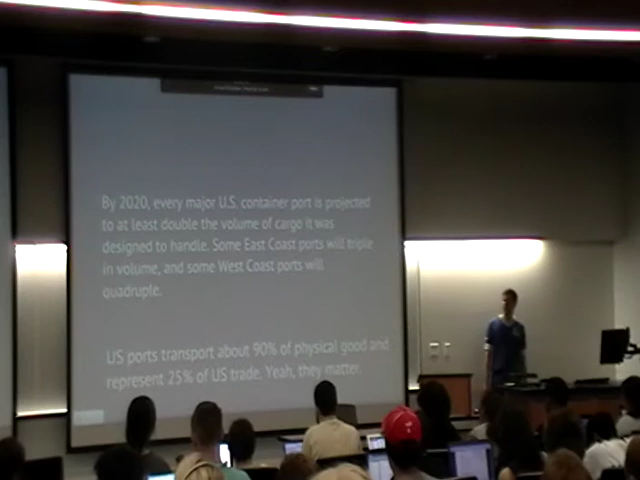 By 2020, every major U.S. container port is projected
to at least double the volume of cargo it was
designed to handle. Some East Coast ports will triple
in volume, and some West Coast ports will
quadruple.
US ports transport about 90% of physical good and
represent 25% of US trade. Yeah, they matter.